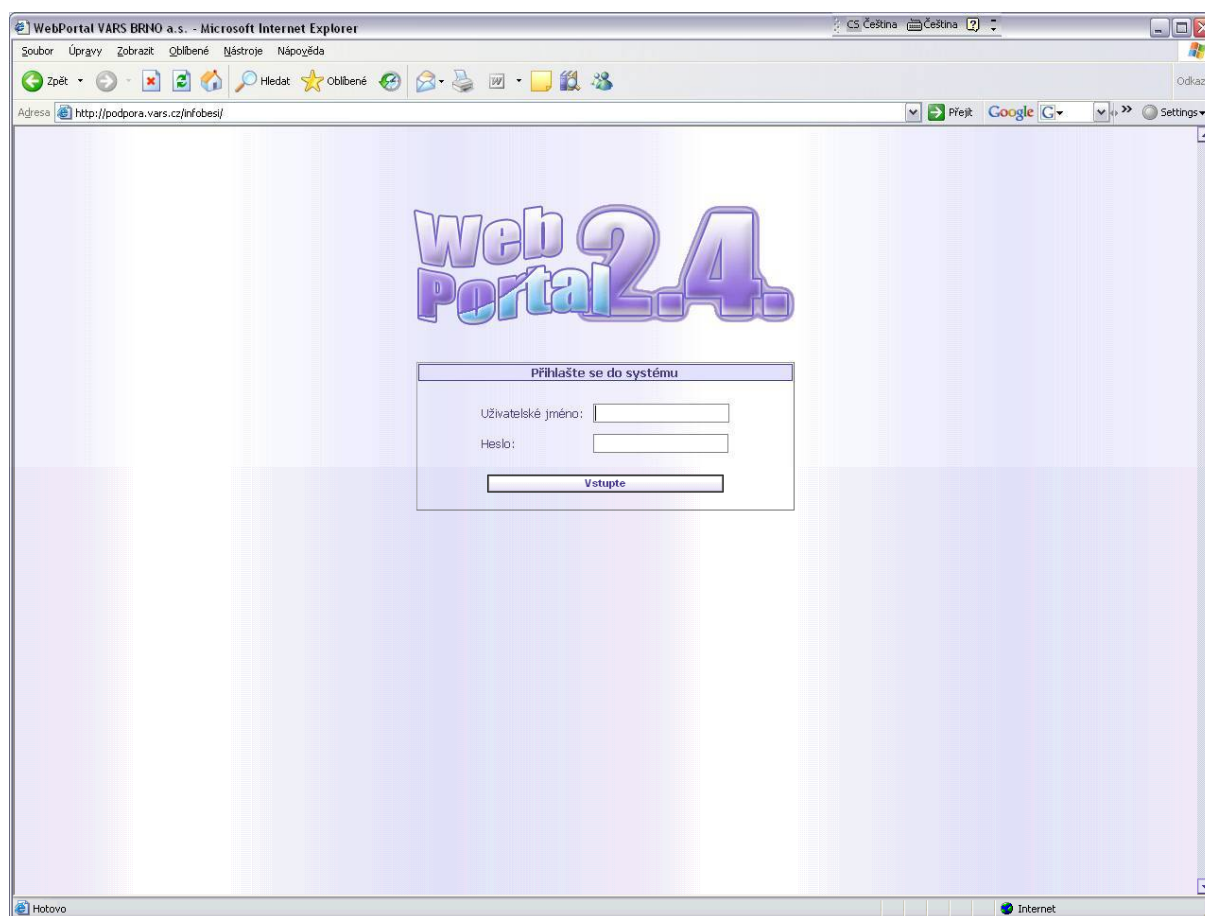 WebPortal VARS BRNO a.s. - Microsoft Internet Explorer
CS Čeština Čeština
Soubor Úpravy Zobrazit Oblíbené Nástroje Nápověda
Zpět Hledat Oblíbené Odkaz
Adresa http://podpora.vars.cz/infobesi/ Přejít Google G Settings
Web
Portal 2.4.
Přihlašte se do systému
Uživatelské jméno:
Heslo:
Vstupte
Hotovo Internet